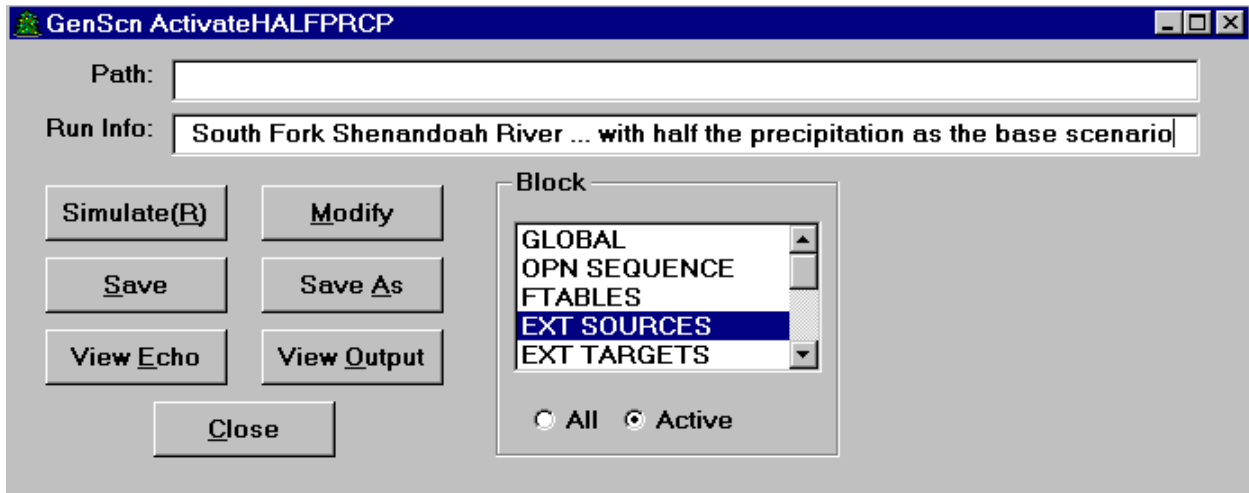 GenScn ActivateHALFPRCP
Path:
Run Info: South Fork Shenandoah River ... with half the precipitation as the base scenario
Block
Simulate(R) Modify
GLOBAL
OPN SEQUENCE
Save Save As
FTABLES
EXT SOURCES
View Echo View Output
EXT TARGETS
Close
All Active